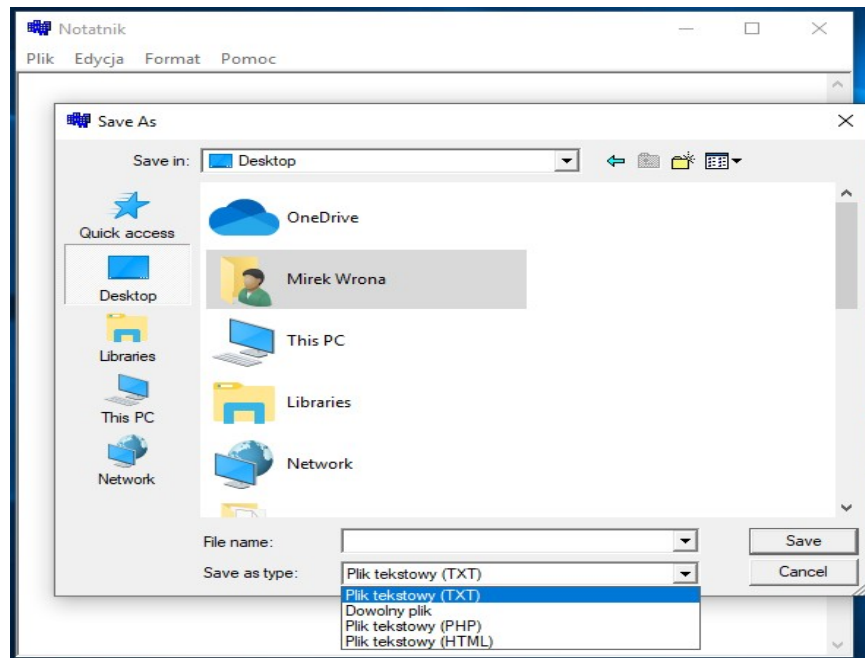 Notatnik
Plik Edycja Format Pomoc
Save As
Save in: Desktop
Quick access
Desktop
Libraries
This PC
Network
OneDrive
Mirek Wrona
This PC
Libraries
Network
File name:
Save
Save as type: Plik tekstowy (TXT)
Cancel
Plik tekstowy (TXT)
Dowolny plik
Plik tekstowy (PHP)
Plik tekstowy (HTML)